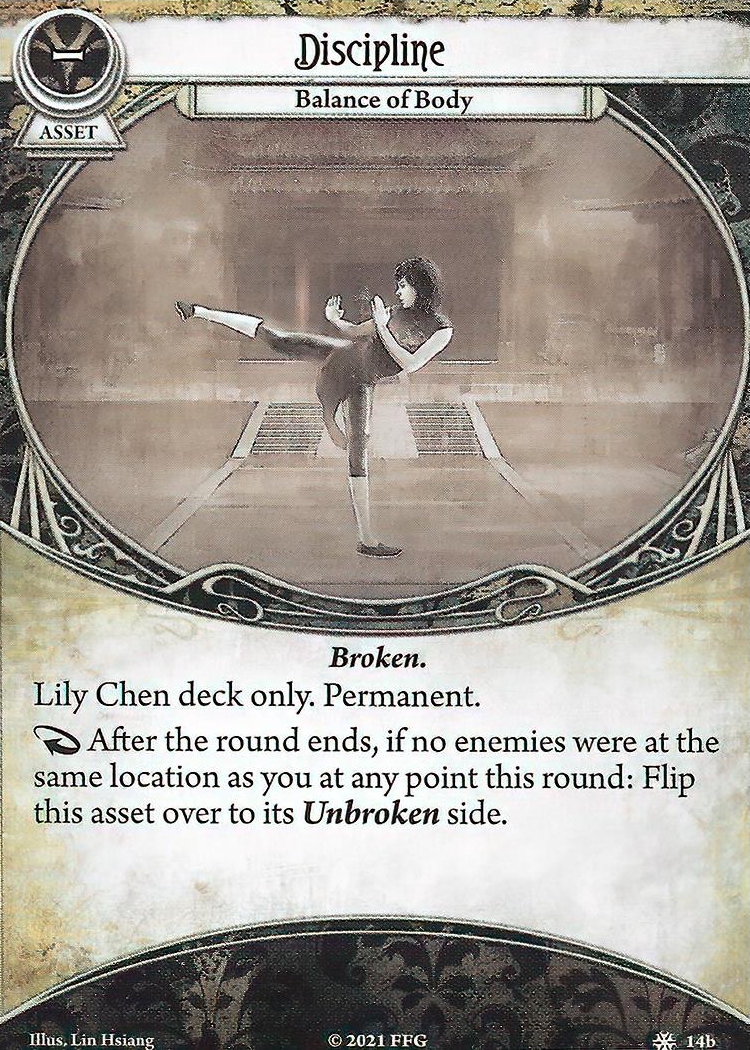 Discipline
Balance of Body
ASSET
Broken.
Lily Chen deck only. Permanent.
After the round ends, if no enemies were at the
same location as you at any point this round: Flip
this asset over to its Unbroken side.
Illus. Lin Hsiang
© 2021 FFG
14b